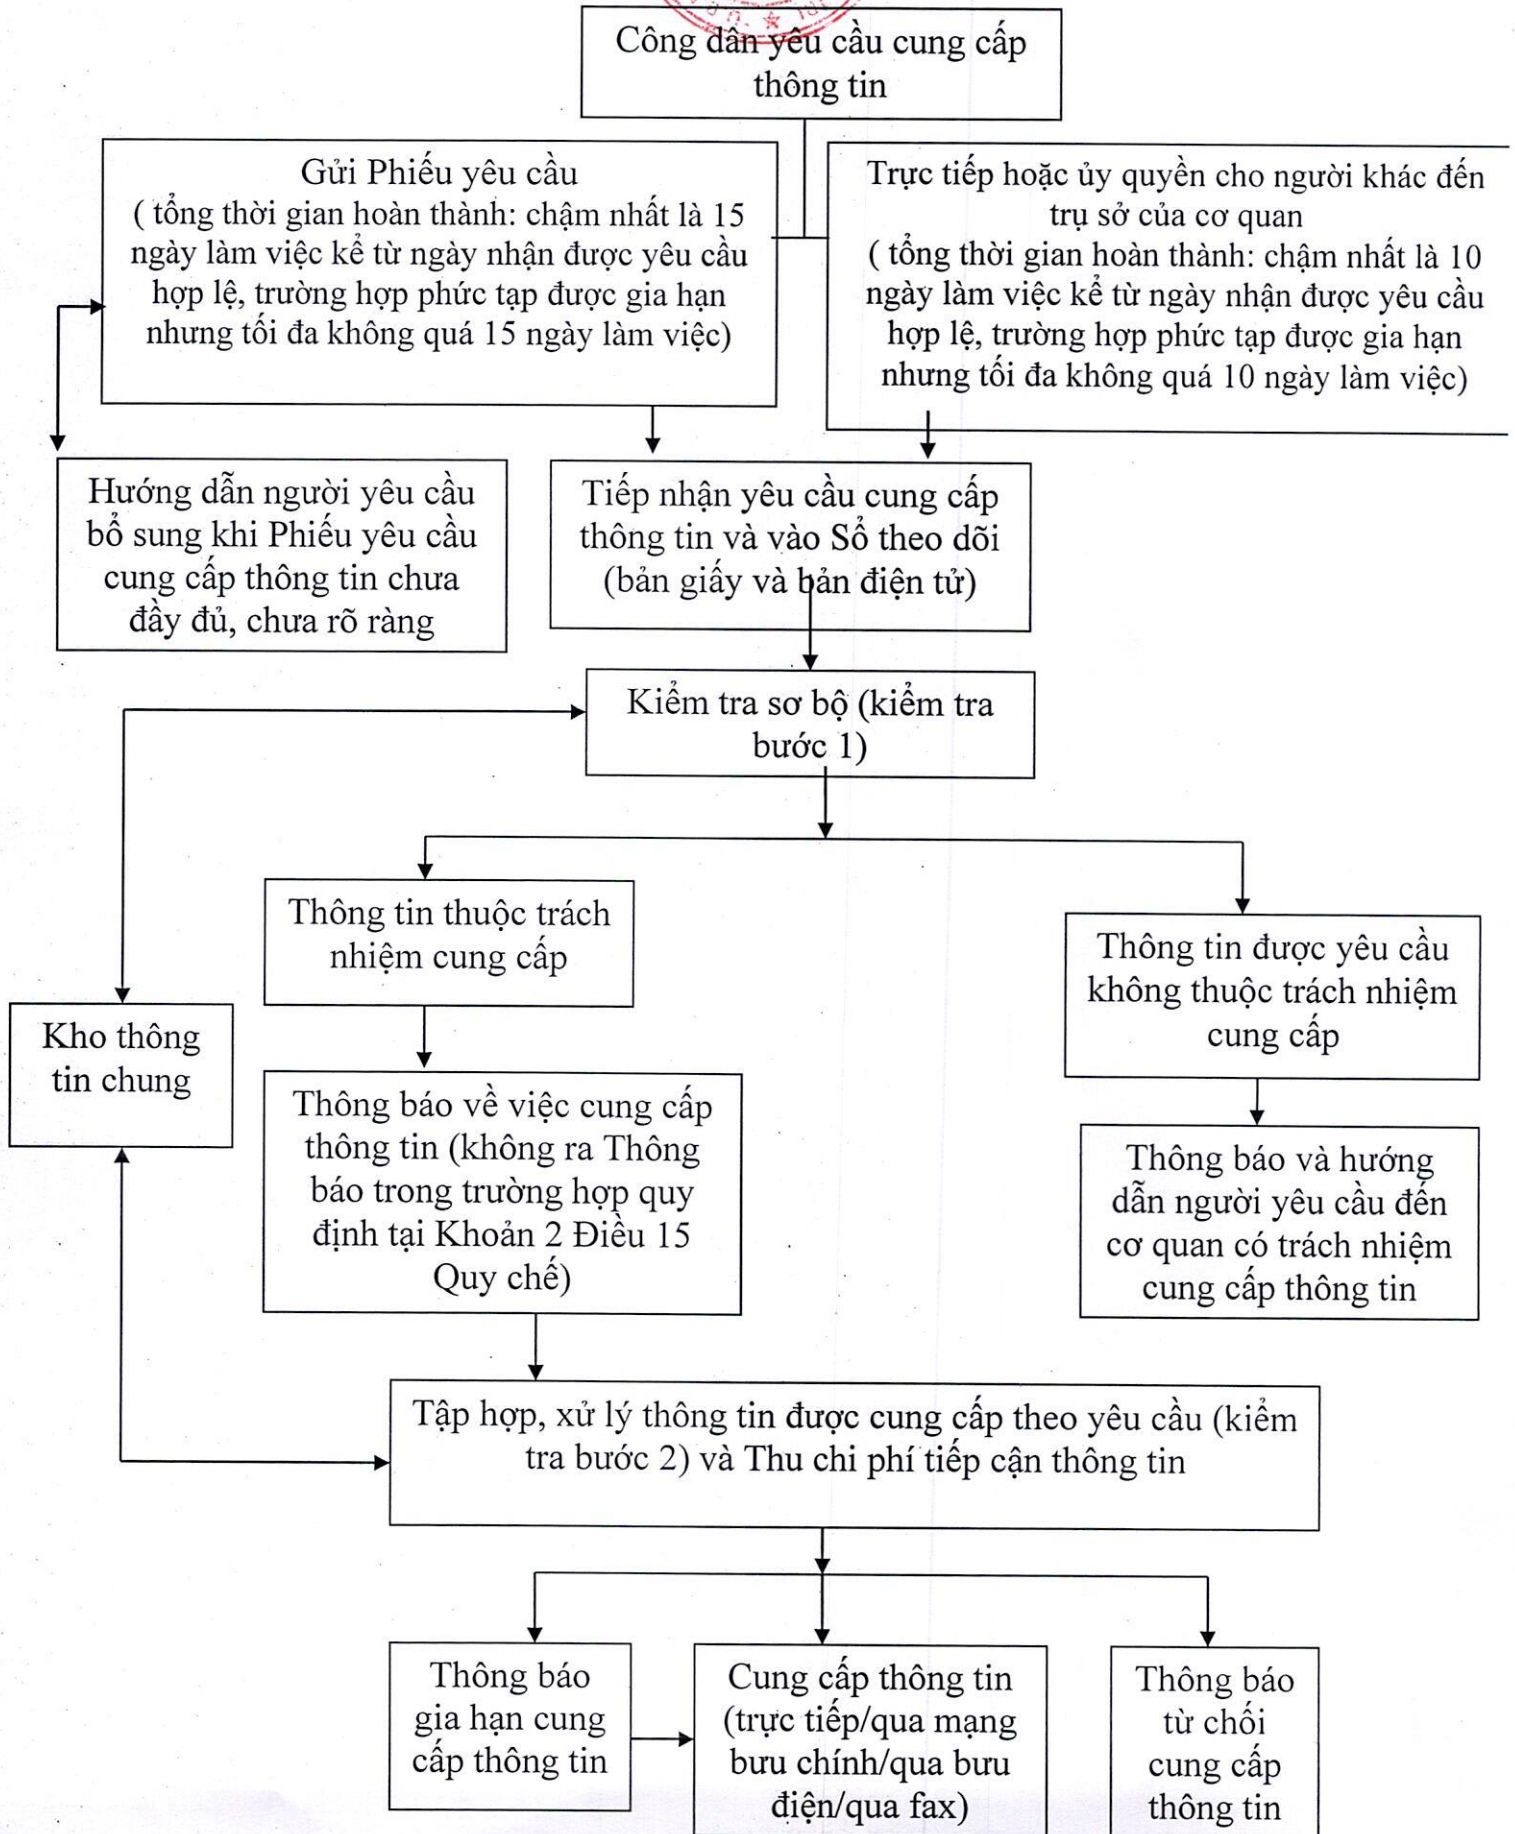 Công dân yêu cầu cung cấp
thông tin
Gửi Phiếu yêu cầu
( tổng thời gian hoàn thành: chậm nhất là 15
ngày làm việc kể từ ngày nhận được yêu cầu
hợp lệ, trường hợp phức tạp được gia hạn
nhưng tối đa không quá 15 ngày làm việc)
Trực tiếp hoặc ủy quyền cho người khác đến
trụ sở của cơ quan
( tổng thời gian hoàn thành: chậm nhất là 10
ngày làm việc kể từ ngày nhận được yêu cầu
hợp lệ, trường hợp phức tạp được gia hạn
nhưng tối đa không quá 10 ngày làm việc)
Hướng dẫn người yêu cầu
bổ sung khi Phiếu yêu cầu
cung cấp thông tin chưa
đầy đủ, chưa rõ ràng
Tiếp nhận yêu cầu cung cấp
thông tin và vào Sổ theo dõi
(bản giấy và bản điện tử)
Kiểm tra sơ bộ (kiểm tra
bước 1)
Thông tin thuộc trách
nhiệm cung cấp
Thông tin được yêu cầu
không thuộc trách nhiệm
cung cấp
Kho thông
tin chung
Thông báo về việc cung cấp
thông tin (không ra Thông
báo trong trường hợp quy
định tại Khoản 2 Điều 15
Quy chế)
Thông báo và hướng
dẫn người yêu cầu đến
cơ quan có trách nhiệm
cung cấp thông tin
Tập hợp, xử lý thông tin được cung cấp theo yêu cầu (kiểm
tra bước 2) và Thu chi phí tiếp cận thông tin
Thông báo
gia hạn cung
cấp thông tin
Cung cấp thông tin
(trực tiếp/qua mạng
bưu chính/qua bưu
điện/qua fax)
Thông báo
từ chối
cung cấp
thông tin